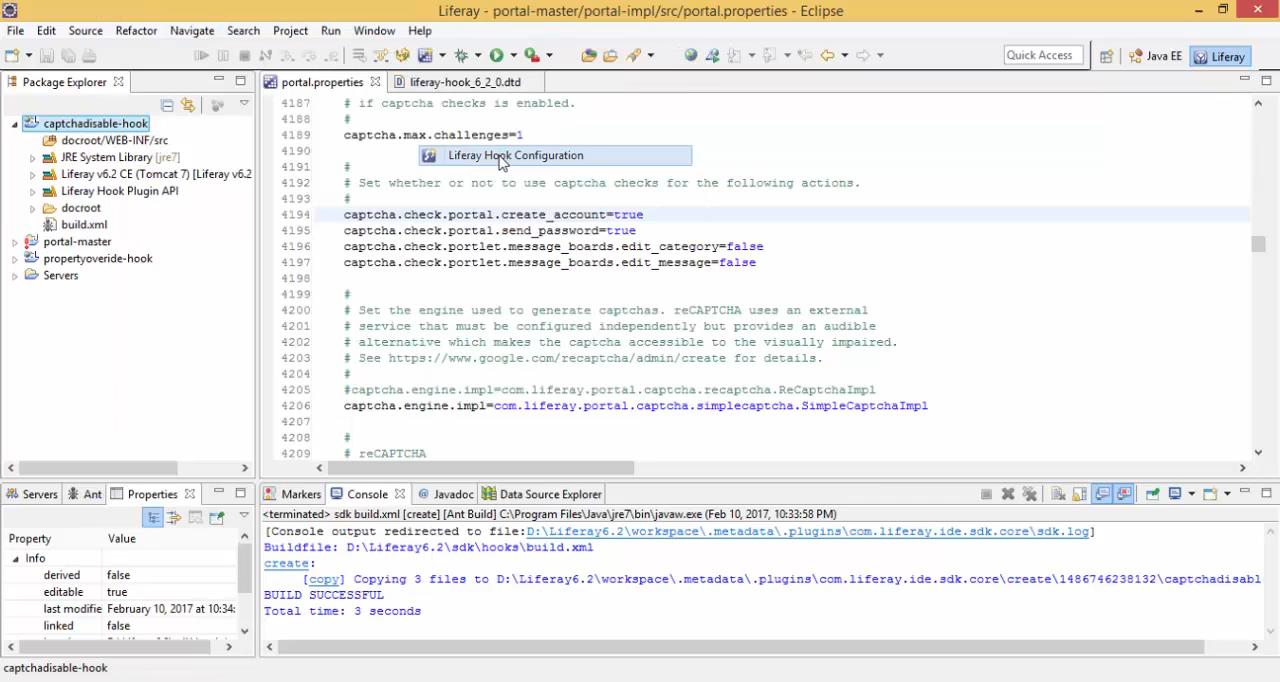 Liferay - portal-master/portal-impl/src/portal.properties - Eclipse
File Edit Source Refactor Navigate Search Project Run Window Help
Quick Access Java EE Liferay
Package Explorer
captchadisable-hook
docroot/WEB-INF/src
JRE System Library [jre7]
Liferay v6.2 CE (Tomcat 7) [Liferay v6.2
Liferay Hook Plugin API
docroot
build.xml
portal-master
propertyoveride-hook
Servers
portal.properties liferay-hook_6_2_0.dtd
4187 # if captcha checks is enabled.
4188 #
4189 captcha.max.challenges=1
4190
Liferay Hook Configuration
4191 #
4192 # Set whether or not to use captcha checks for the following actions.
4193 #
4194 captcha.check.portal.create_account=true
4195 captcha.check.portal.send_password=true
4196 captcha.check.portlet.message_boards.edit_category=false
4197 captcha.check.portlet.message_boards.edit_message=false
4198
4199 #
4200 # Set the engine used to generate captchas. reCAPTCHA uses an external
4201 # service that must be configured independently but provides an audible
4202 # alternative which makes the captcha accessible to the visually impaired.
4203 # See https://www.google.com/recaptcha/admin/create for details.
4204 #
4205 #captcha.engine.impl=com.liferay.portal.captcha.recaptcha.ReCaptchaImpl
4206 captcha.engine.impl=com.liferay.portal.captcha.simplecaptcha.SimpleCaptchaImpl
4207
4208 #
4209 # reCAPTCHA
Servers Ant Properties
Property Value
Info
derived false
editable true
last modifie February 10, 2017 at 10:34:
linked false
Markers Console Javadoc Data Source Explorer
<terminated> sdk build.xml [create] [Ant Build] C:\Program Files\Java\jre7\bin\javaw.exe (Feb 10, 2017, 10:33:58 PM)
[Console output redirected to file:D:\Liferay6.2\workspace\.metadata\.plugins\com.liferay.ide.sdk.core\sdk.log]
Buildfile: D:\Liferay6.2\sdk\hooks\build.xml
create:
[copy] Copying 3 files to D:\Liferay6.2\workspace\.metadata\.plugins\com.liferay.ide.sdk.core\create\1486746238132\captchadisabl
BUILD SUCCESSFUL
Total time: 3 seconds
captchadisable-hook